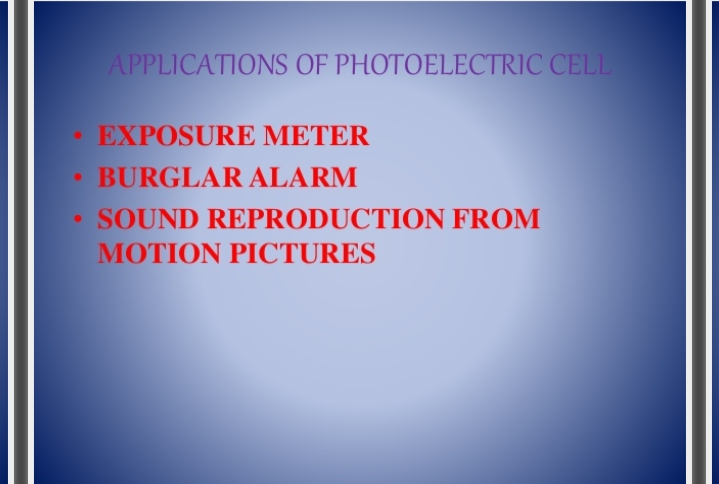 APPLICATIONS OF PHOTOELECTRIC CELL
• EXPOSURE METER
• BURGLAR ALARM
• SOUND REPRODUCTION FROM
MOTION PICTURES